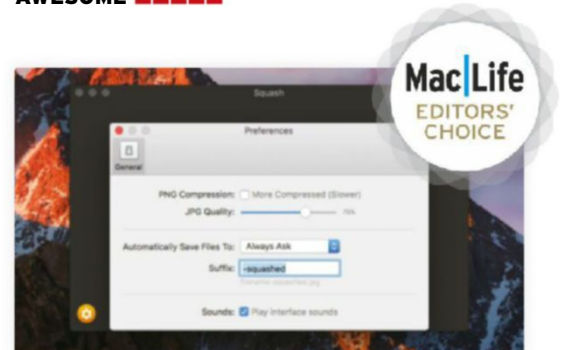 AWESOME
Mac|Life
EDITORS'
CHOICE
Squash
Preferences
General
PNG Compression: More Compressed (Slower)
JPG Quality:
Automatically Save Files To: Always Ask
Suffix: -squashed
Sounds: Play interface sounds